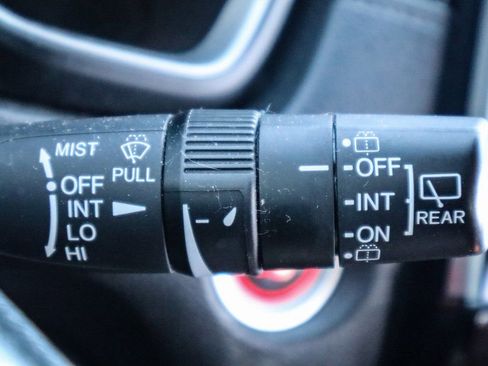 MIST
OFF
INT
LO
HI
PULL
OFF
INT
ON
REAR